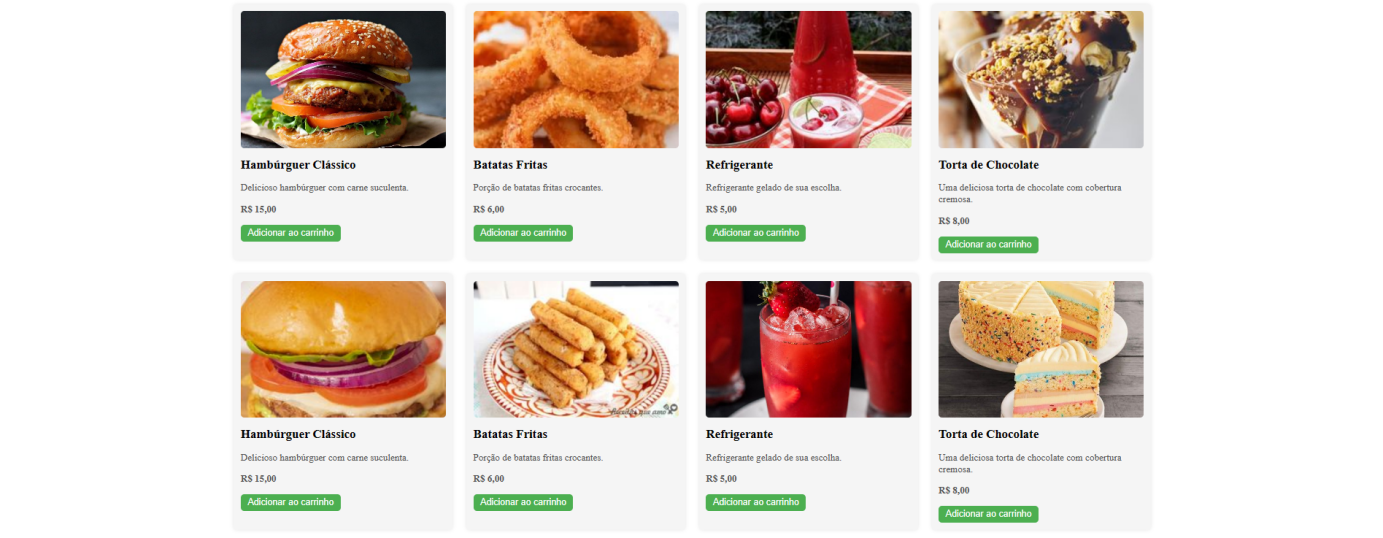 Hambúrguer Clássico
Delicioso hambúrguer com carne suculenta.
R$ 15,00
Adicionar ao carrinho
Batatas Fritas
Porção de batatas fritas crocantes.
R$ 6,00
Adicionar ao carrinho
Refrigerante
Refrigerante gelado de sua escolha.
R$ 5,00
Adicionar ao carrinho
Torta de Chocolate
Uma deliciosa torta de chocolate com cobertura
cremosa.
R$ 8,00
Adicionar ao carrinho
Hambúrguer Clássico
Delicioso hambúrguer com carne suculenta.
R$ 15,00
Adicionar ao carrinho
Batatas Fritas
Porção de batatas fritas crocantes.
R$ 6,00
Adicionar ao carrinho
Refrigerante
Refrigerante gelado de sua escolha.
R$ 5,00
Adicionar ao carrinho
Torta de Chocolate
Uma deliciosa torta de chocolate com cobertura
cremosa.
R$ 8,00
Adicionar ao carrinho